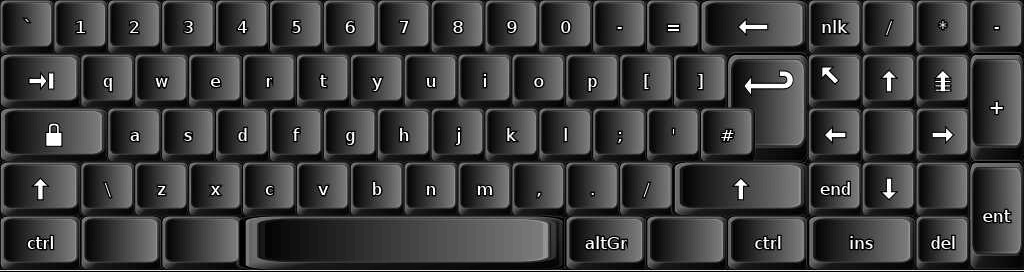 ` 1 2 3 4 5 6 7 8 9 0 - = ← nlk / * -
q w e r t y u i o p [ ] ↑ +
a s d f g h j k l ; ' # ← →
↑ \ z x c v b n m , . / ↑ end ↓ ent
ctrl altGr ctrl ins del